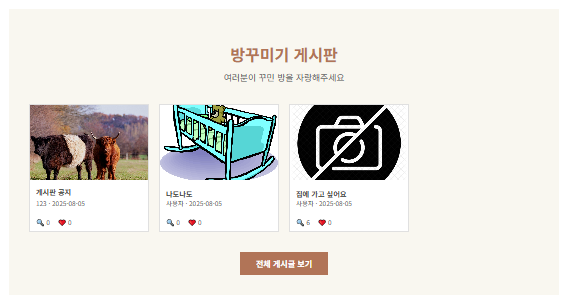 방꾸미기 게시판
여러분이 꾸민 방을 자랑해주세요
게시판 공지
123 · 2025-08-05
🔍 0 ❤️ 0
나도나도
사용자 · 2025-08-05
🔍 0 ❤️ 0
집에 가고 싶어요
사용자 · 2025-08-05
🔍 6 ❤️ 0
전체 게시글 보기